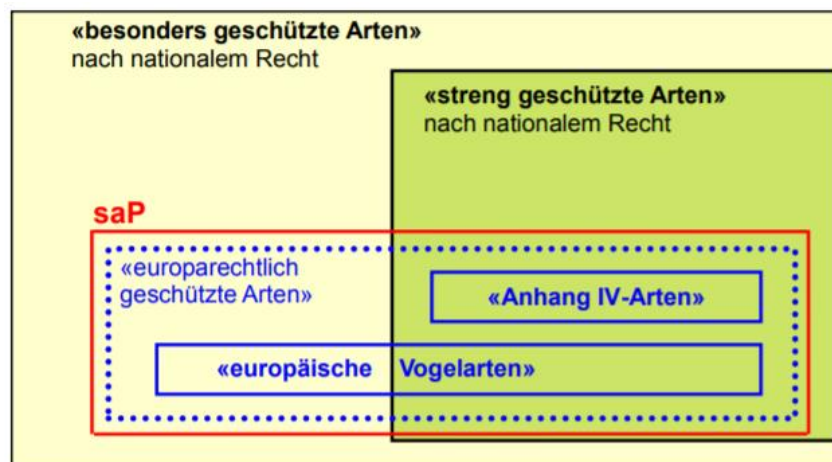 «besonders geschützte Arten»
nach nationalem Recht
«streng geschützte Arten»
nach nationalem Recht
saP
«europarechtlich
geschützte Arten»
«Anhang IV-Arten»
«europäische Vogelarten»